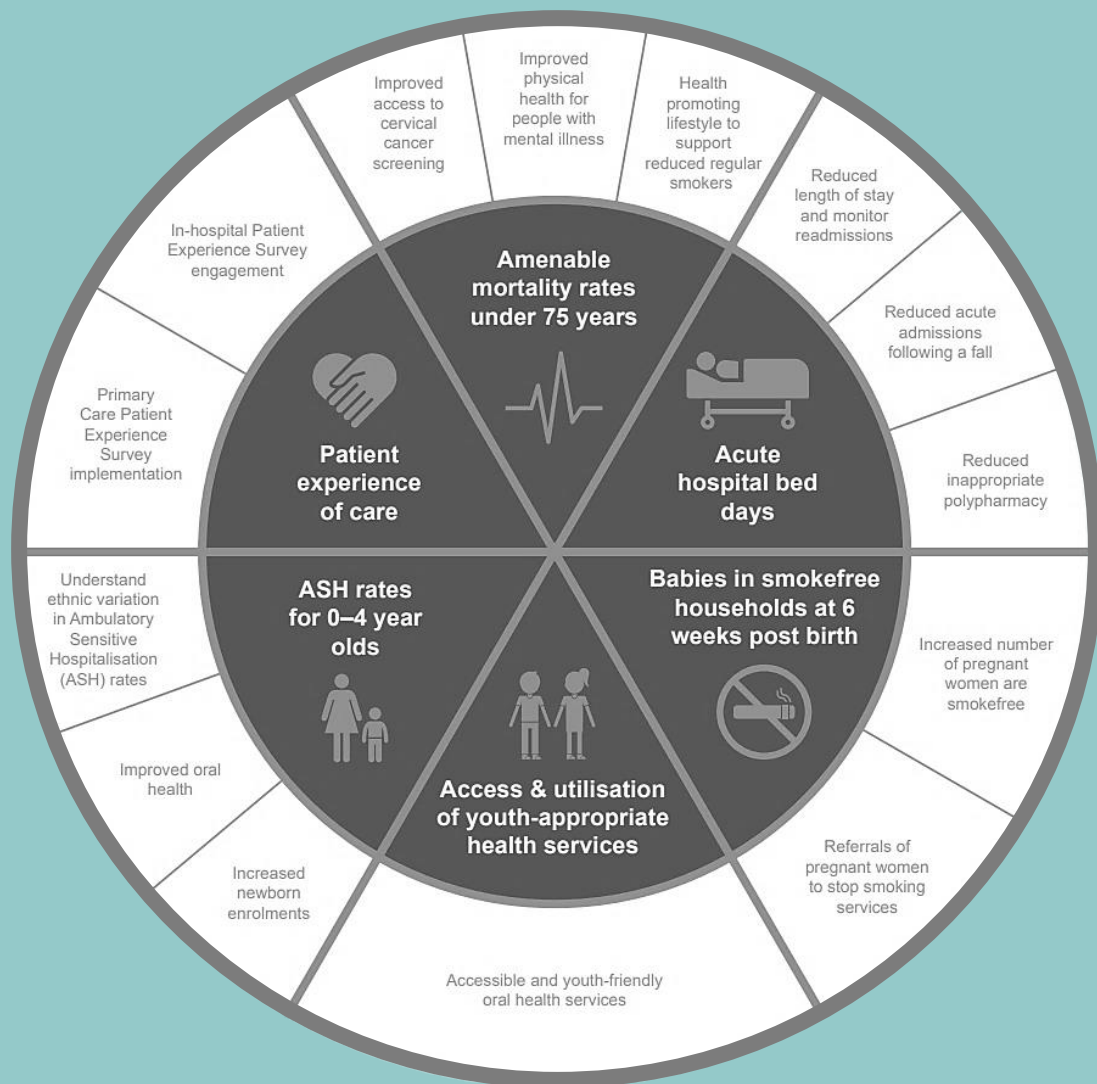 Improved
access to
cervical
cancer
screening
Improved
physical
health for
people with
mental illness
Health
promoting
lifestyle to
support
reduced regular
smokers
Reduced
length of stay
and monitor
readmissions
Reduced acute
admissions
following a fall
Reduced
inappropriate
polypharmacy
Increased number
of pregnant
women are
smokefree
Referrals of
pregnant women
to stop smoking
services
Accessible and youth-friendly
oral health services
Increased
newborn
enrolments
Improved oral
health
Understand
ethnic variation
in Ambulatory
Sensitive
Hospitalisation
(ASH) rates
Primary
Care Patient
Experience
Survey
implementation
In-hospital Patient
Experience Survey
engagement
Amenable
mortality rates
under 75 years
Acute
hospital bed
days
Babies in smokefree
households at 6
weeks post birth
Access & utilisation
of youth-appropriate
health services
ASH rates
for 0–4 year
olds
Patient
experience
of care